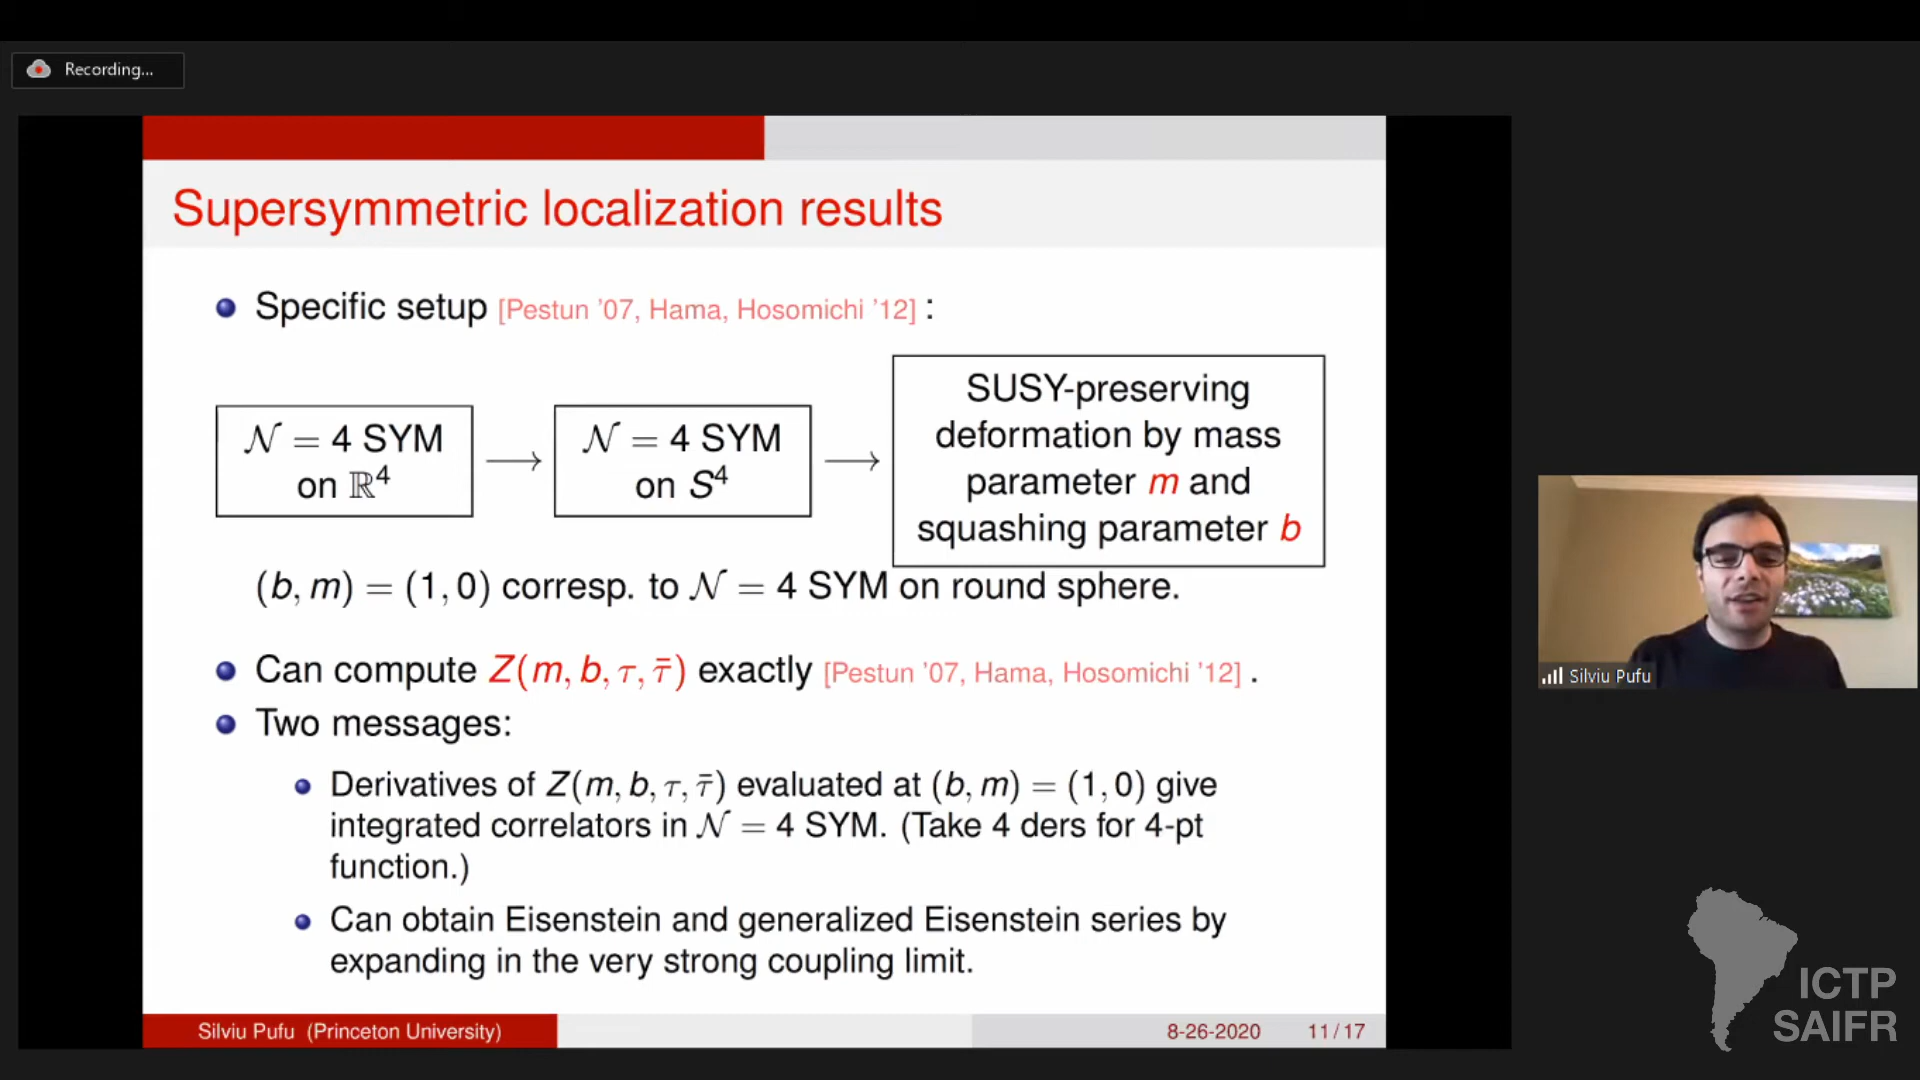 Recording...
Supersymmetric localization results
Specific setup [Pestun '07, Hama, Hosomichi '12] :
𝒩 = 4 SYM
on ℝ⁴
⟶
𝒩 = 4 SYM
on S⁴
⟶
SUSY-preserving
deformation by mass
parameter m and
squashing parameter b
(b, m) = (1, 0) corresp. to 𝒩 = 4 SYM on round sphere.
Can compute Z(m, b, τ, τ̄) exactly [Pestun '07, Hama, Hosomichi '12] .
Two messages:
Derivatives of Z(m, b, τ, τ̄) evaluated at (b, m) = (1, 0) give
integrated correlators in 𝒩 = 4 SYM. (Take 4 ders for 4-pt
function.)
Can obtain Eisenstein and generalized Eisenstein series by
expanding in the very strong coupling limit.
Silviu Pufu (Princeton University)
8-26-2020
11 / 17
Silviu Pufu
ICTP
SAIFR